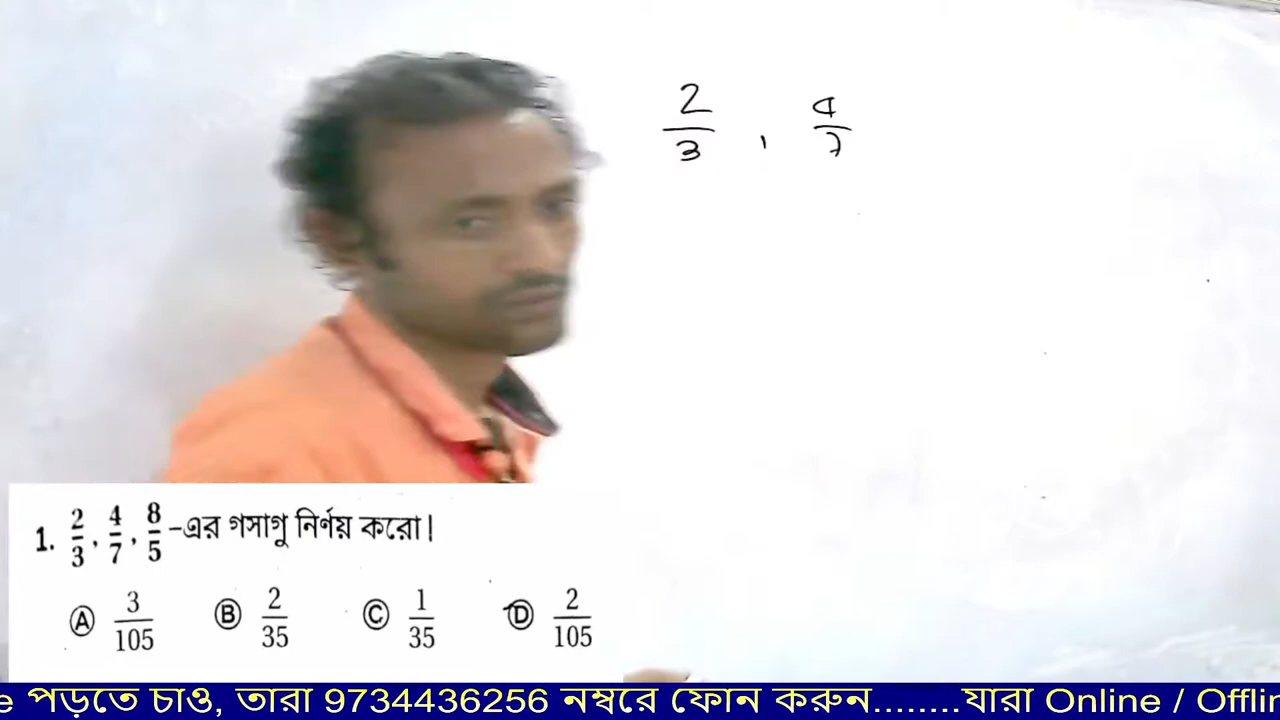 2/3 , 4/7
1. 2/3, 4/7, 8/5 -এর গসাগু নির্ণয় করো।
Ⓐ 3/105 Ⓑ 2/35 Ⓒ 1/35 Ⓓ 2/105
e পড়তে চাও, তারা 9734436256 নম্বরে ফোন করুন........যারা Online / Offlin